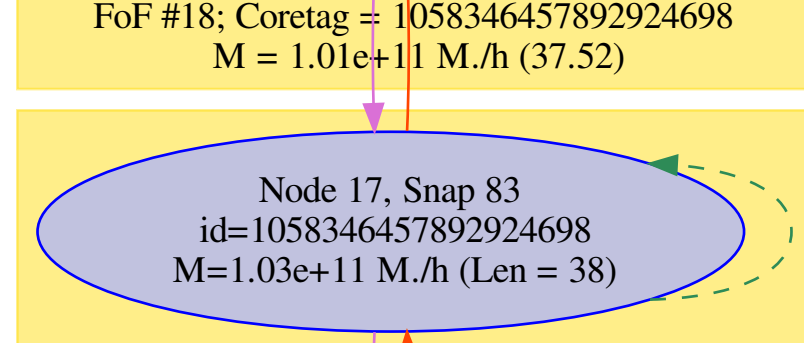 FoF #18; Coretag = 1058346457892924698
M = 1.01e+11 M./h (37.52)
Node 17, Snap 83
id=1058346457892924698
M=1.03e+11 M./h (Len = 38)